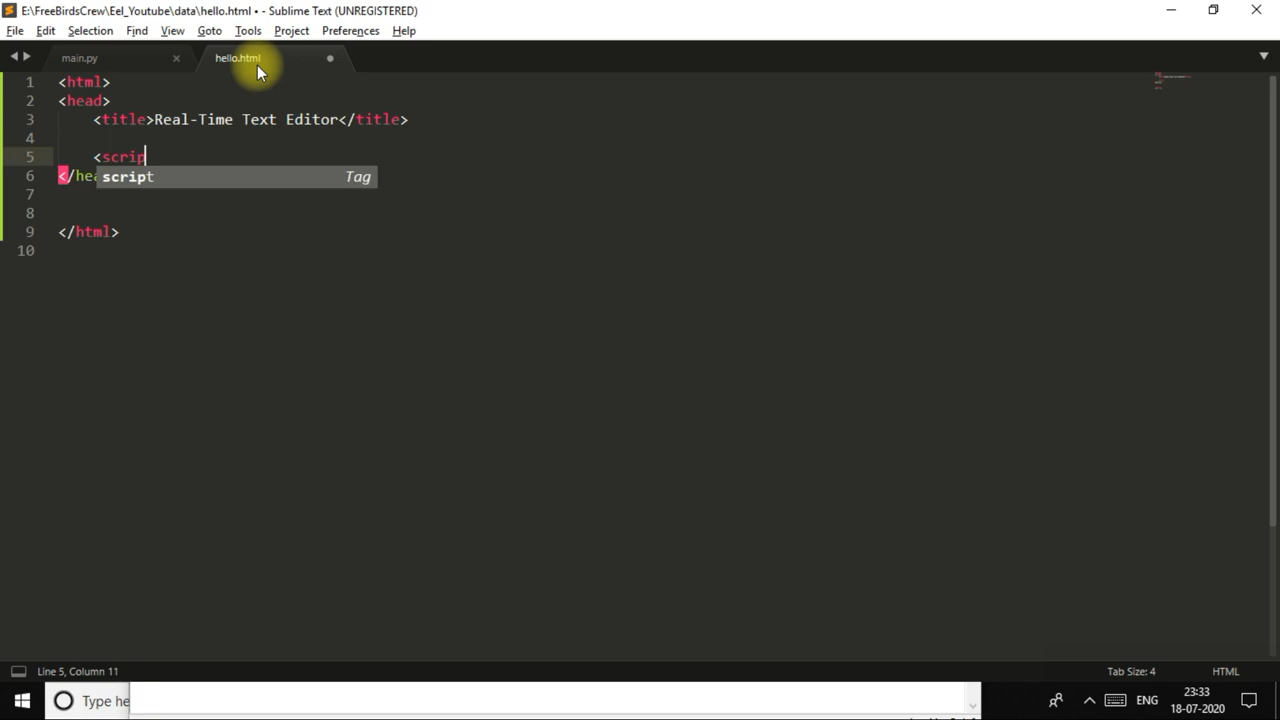 E:\FreeBirdsCrew\Eel_Youtube\data\hello.html • - Sublime Text (UNREGISTERED)
File Edit Selection Find View Goto Tools Project Preferences Help
main.py hello.html
1 <html>
2 <head>
3 <title>Real-Time Text Editor</title>
4
5 <scrip
6 </hea
script Tag
7
8
9 </html>
10
Line 5, Column 11 Tab Size: 4 HTML
Type he
ENG 23:33
18-07-2020